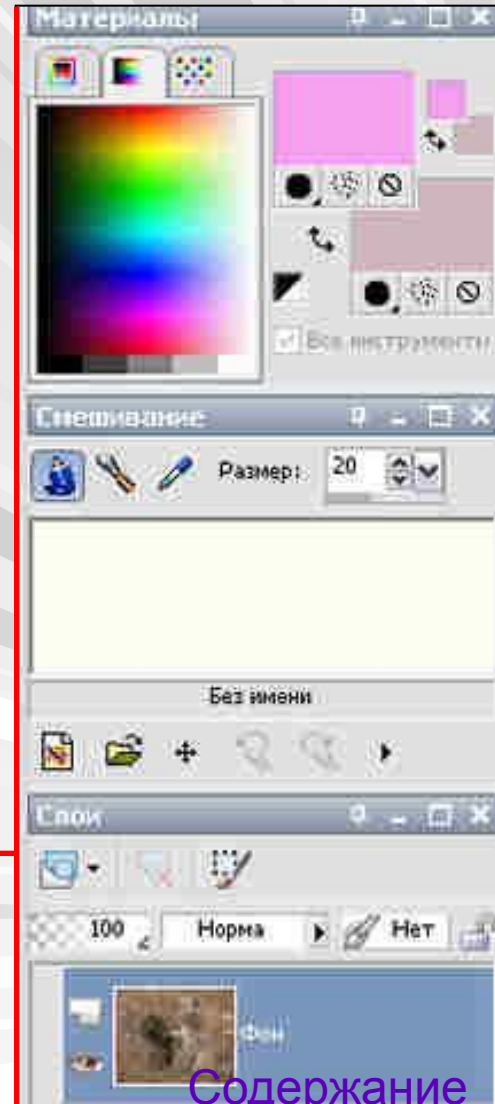 Материалы
Все инструменты
Смешивание
Размер: 20
Без имени
Слои
100 Норма Нет
Фон
Содержание